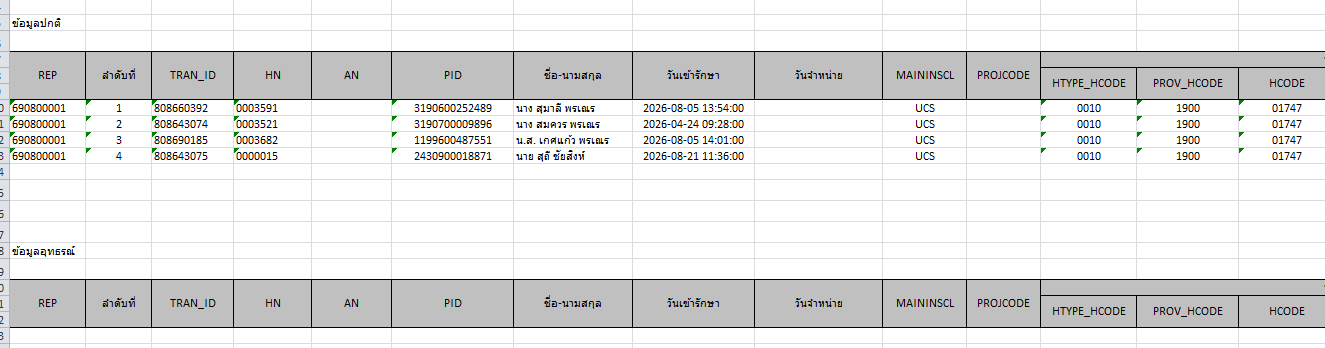 ข้อมูลปกติ
REP ลำดับที่ TRAN_ID HN AN PID ชื่อ-นามสกุล วันเข้ารักษา วันจำหน่าย MAININSCL PROJCODE HTYPE_HCODE PROV_HCODE HCODE
690800001 1 808660392 0003591 3190600252489 นาง สุมาลี พรเณร 2026-08-05 13:54:00 UCS 0010 1900 01747
690800001 2 808643074 0003521 3190700009896 นาง สมควร พรเณร 2026-04-24 09:28:00 UCS 0010 1900 01747
690800001 3 808690185 0003682 1199600487551 น.ส. เกศแก้ว พรเณร 2026-08-05 14:01:00 UCS 0010 1900 01747
690800001 4 808643075 0000015 2430900018871 นาย สุลี ชัยสิงห์ 2026-08-21 11:36:00 UCS 0010 1900 01747
ข้อมูลอุทธรณ์
REP ลำดับที่ TRAN_ID HN AN PID ชื่อ-นามสกุล วันเข้ารักษา วันจำหน่าย MAININSCL PROJCODE HTYPE_HCODE PROV_HCODE HCODE